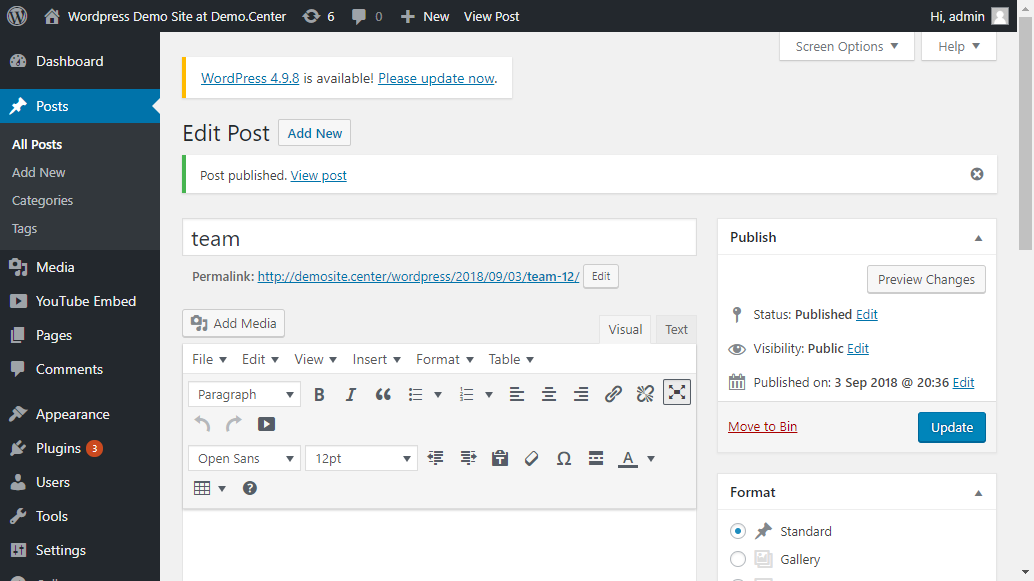 Wordpress Demo Site at Demo.Center 6 0 New View Post Hi, admin
Screen Options Help
Dashboard
Posts
All Posts
Add New
Categories
Tags
Media
YouTube Embed
Pages
Comments
Appearance
Plugins 3
Users
Tools
Settings
WordPress 4.9.8 is available! Please update now.
Edit Post Add New
Post published. View post
team
Permalink: http://demosite.center/wordpress/2018/09/03/team-12/ Edit
Add Media
Visual Text
File Edit View Insert Format Table
Paragraph B I
Open Sans 12pt Ω A
Publish
Preview Changes
Status: Published Edit
Visibility: Public Edit
Published on: 3 Sep 2018 @ 20:36 Edit
Move to Bin Update
Format
Standard
Gallery